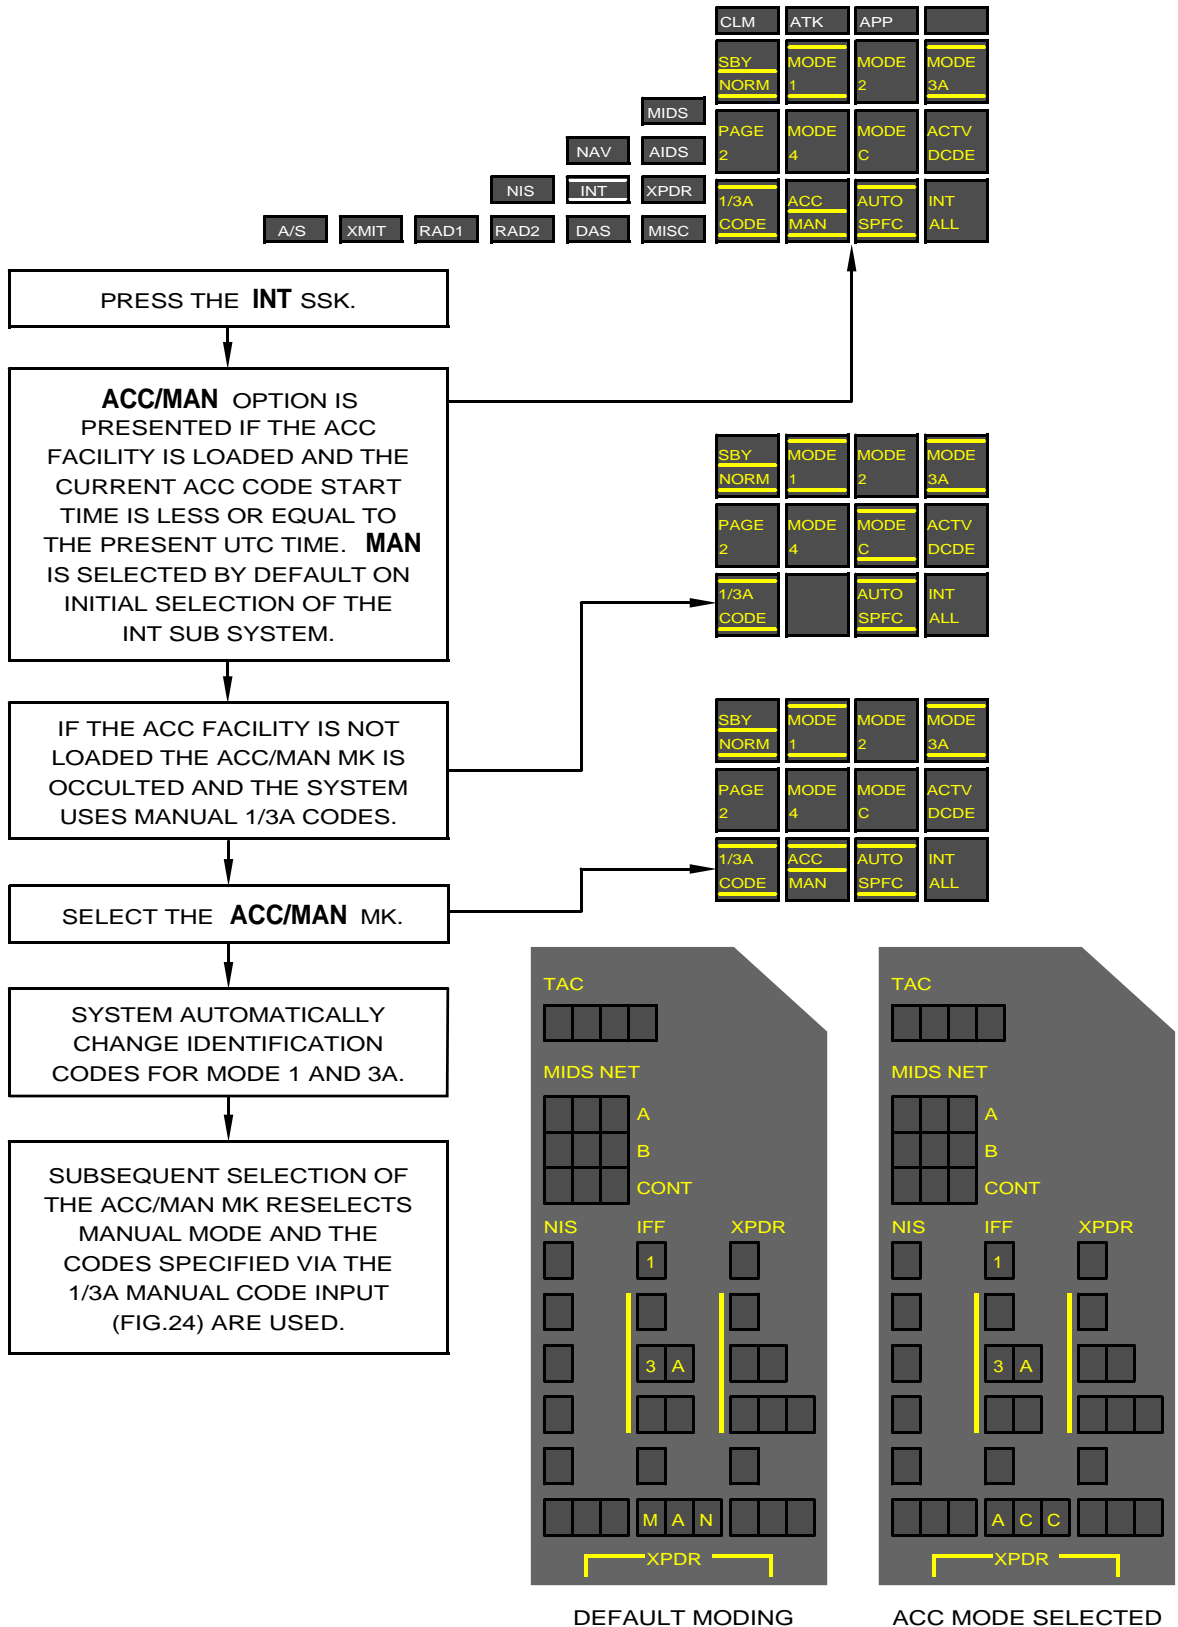 CLM ATK APP
SBY MODE MODE MODE
NORM 1 2 3A
MIDS
PAGE MODE MODE ACTV
2 4 C DCDE
NAV AIDS
NIS INT XPDR
1/3A ACC AUTO INT
CODE MAN SPFC ALL
A/S XMIT RAD1 RAD2 DAS MISC
PRESS THE INT SSK.
ACC/MAN OPTION IS
PRESENTED IF THE ACC
FACILITY IS LOADED AND THE
CURRENT ACC CODE START
TIME IS LESS OR EQUAL TO
THE PRESENT UTC TIME. MAN
IS SELECTED BY DEFAULT ON
INITIAL SELECTION OF THE
INT SUB SYSTEM.
SBY MODE MODE MODE
NORM 1 2 3A
PAGE MODE MODE ACTV
2 4 C DCDE
1/3A AUTO INT
CODE SPFC ALL
IF THE ACC FACILITY IS NOT
LOADED THE ACC/MAN MK IS
OCCULTED AND THE SYSTEM
USES MANUAL 1/3A CODES.
SBY MODE MODE MODE
NORM 1 2 3A
PAGE MODE MODE ACTV
2 4 C DCDE
1/3A ACC AUTO INT
CODE MAN SPFC ALL
SELECT THE ACC/MAN MK.
SYSTEM AUTOMATICALLY
CHANGE IDENTIFICATION
CODES FOR MODE 1 AND 3A.
SUBSEQUENT SELECTION OF
THE ACC/MAN MK RESELECTS
MANUAL MODE AND THE
CODES SPECIFIED VIA THE
1/3A MANUAL CODE INPUT
(FIG.24) ARE USED.
TAC
MIDS NET
A
B
CONT
NIS IFF XPDR
1
3 A
M A N
XPDR
DEFAULT MODING
TAC
MIDS NET
A
B
CONT
NIS IFF XPDR
1
3 A
A C C
XPDR
ACC MODE SELECTED